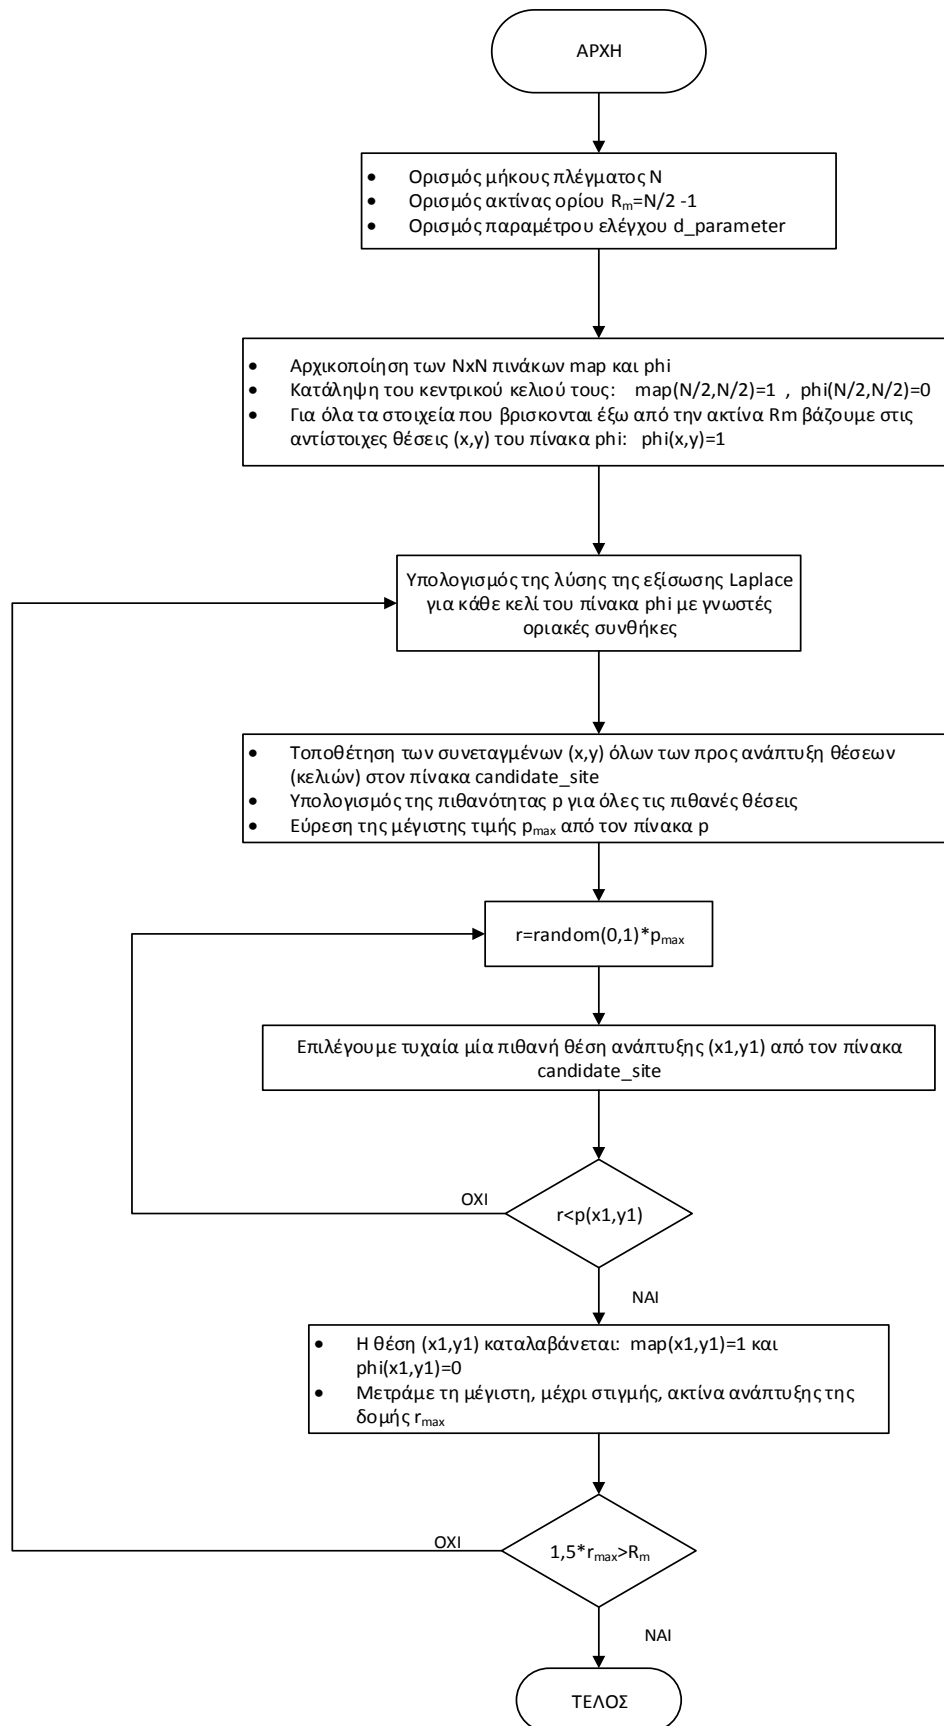 ΑΡΧΗ
• Ορισμός μήκους πλέγματος Ν
• Ορισμός ακτίνας ορίου Rm=N/2 -1
• Ορισμός παραμέτρου ελέγχου d_parameter
• Αρχικοποίηση των ΝxΝ πινάκων map και phi
• Κατάληψη του κεντρικού κελιού τους: map(N/2,N/2)=1 , phi(N/2,N/2)=0
• Για όλα τα στοιχεία που βρισκονται έξω από την ακτίνα Rm βάζουμε στις
αντίστοιχες θέσεις (x,y) του πίνακα phi: phi(x,y)=1
Υπολογισμός της λύσης της εξίσωσης Laplace
για κάθε κελί του πίνακα phi με γνωστές
οριακές συνθήκες
• Τοποθέτηση των συνεταγμένων (x,y) όλων των προς ανάπτυξη θέσεων
(κελιών) στον πίνακα candidate_site
• Υπολογισμός της πιθανότητας p για όλες τις πιθανές θέσεις
• Εύρεση της μέγιστης τιμής pmax από τον πίνακα p
r=random(0,1)*pmax
Επιλέγουμε τυχαία μία πιθανή θέση ανάπτυξης (x1,y1) από τον πίνακα
candidate_site
ΟΧΙ
r<p(x1,y1)
ΝΑΙ
• Η θέση (x1,y1) καταλαβάνεται: map(x1,y1)=1 και
phi(x1,y1)=0
• Μετράμε τη μέγιστη, μέχρι στιγμής, ακτίνα ανάπτυξης της
δομής rmax
ΟΧΙ
1,5*rmax>Rm
ΝΑΙ
ΤΕΛΟΣ